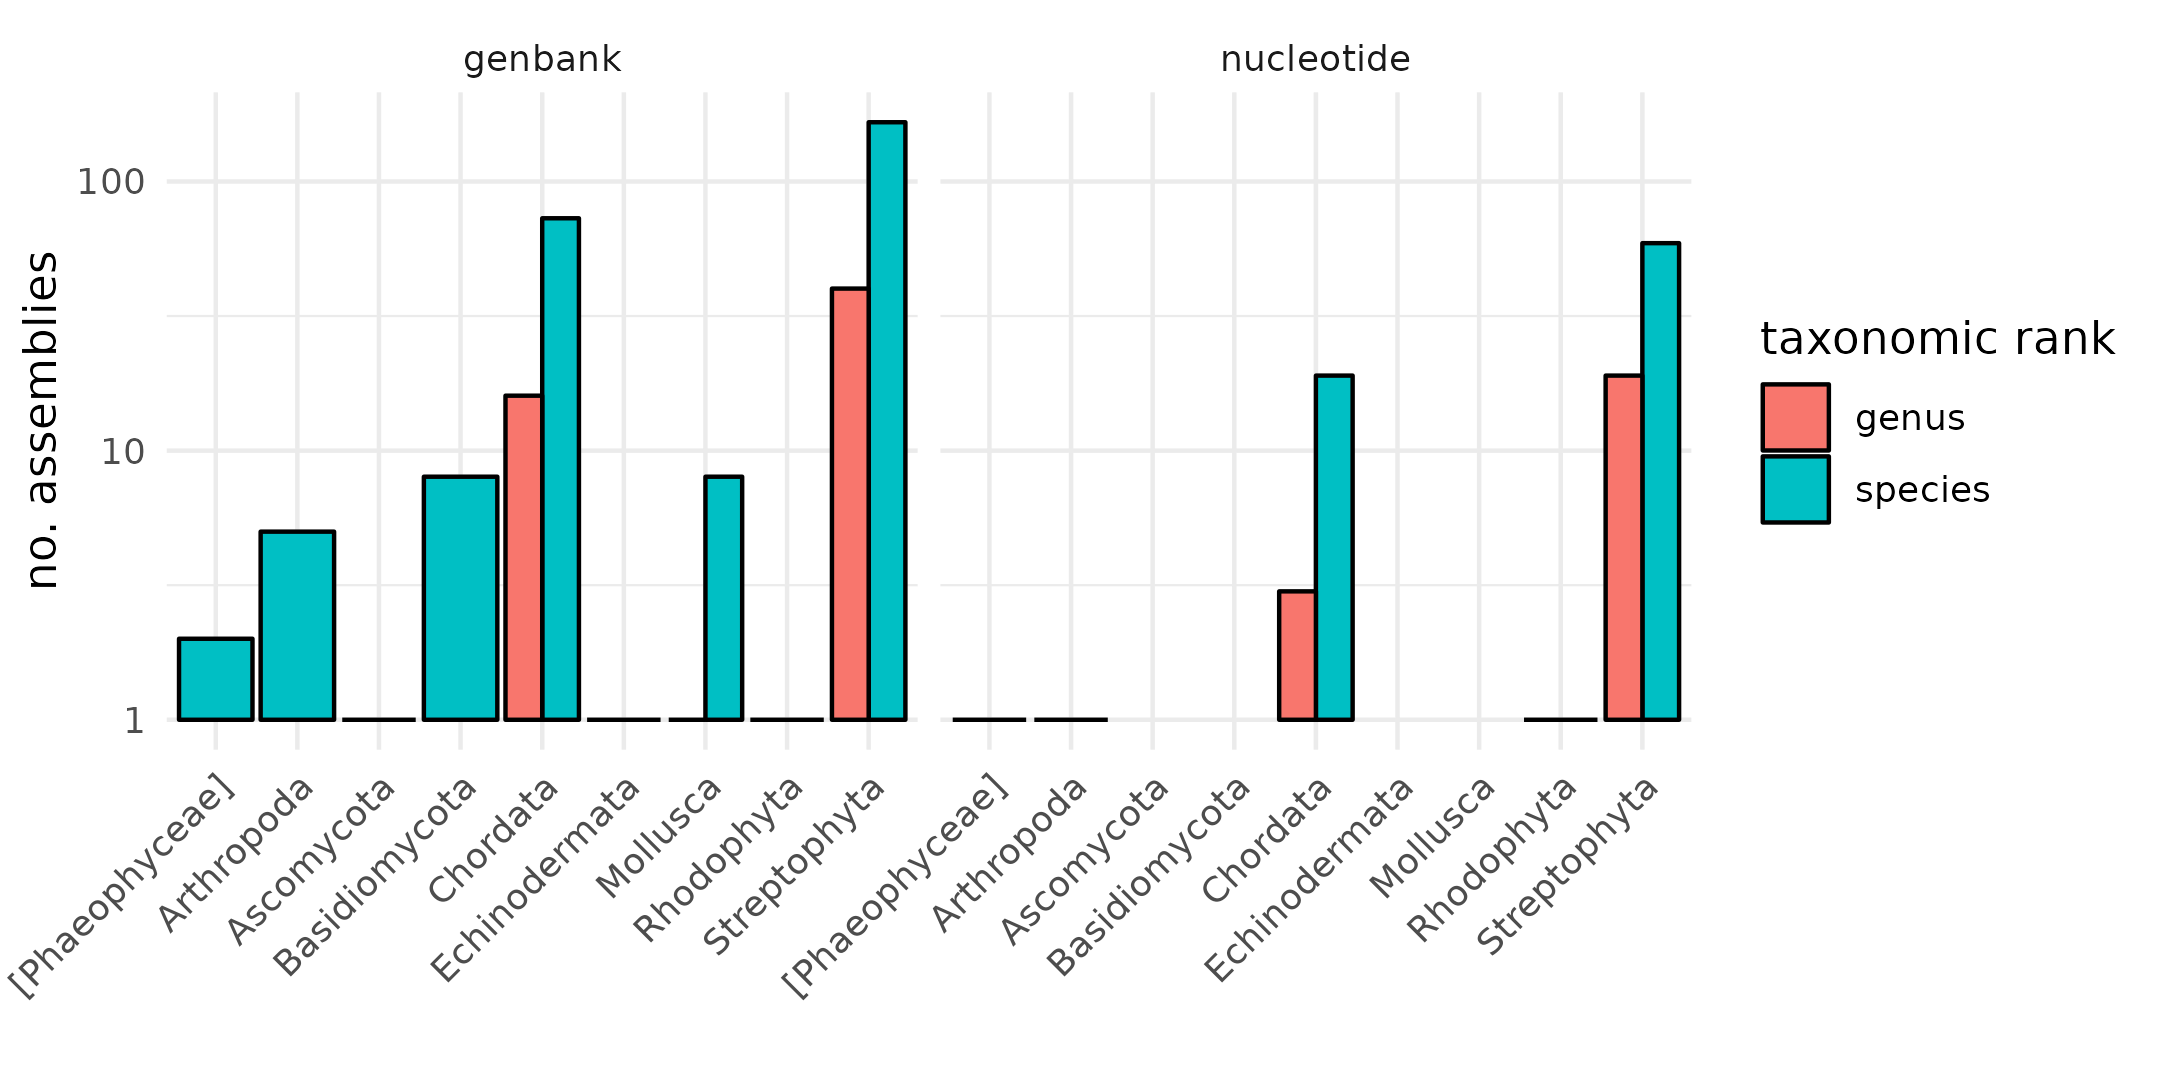 genbank
nucleotide
no. assemblies
100
10
1
[Phaeophyceae]
Arthropoda
Ascomycota
Basidiomycota
Chordata
Echinodermata
Mollusca
Rhodophyta
Streptophyta
[Phaeophyceae]
Arthropoda
Ascomycota
Basidiomycota
Chordata
Echinodermata
Mollusca
Rhodophyta
Streptophyta
taxonomic rank
genus
species